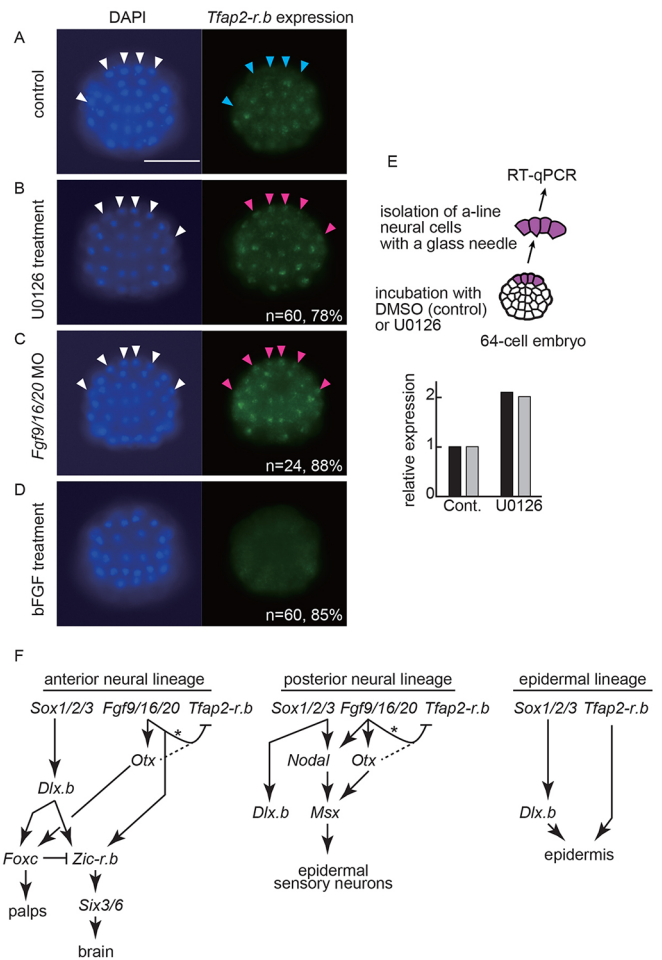 DAPI
Tfap2-r.b expression
A
control
B
U0126 treatment
n=60, 78%
C
Fgf9/16/20 MO
n=24, 88%
D
bFGF treatment
n=60, 85%
E
RT-qPCR
isolation of a-line
neural cells
with a glass needle
incubation with
DMSO (control)
or U0126
64-cell embryo
relative expression
2
1
0
Cont.
U0126
F
anterior neural lineage
Sox1/2/3
Fgf9/16/20
Tfap2-r.b
*
Otx
Dlx.b
Foxc
Zic-r.b
palps
Six3/6
brain
posterior neural lineage
Sox1/2/3
Fgf9/16/20
Tfap2-r.b
*
Nodal
Otx
Dlx.b
Msx
epidermal
sensory neurons
epidermal lineage
Sox1/2/3
Tfap2-r.b
Dlx.b
epidermis